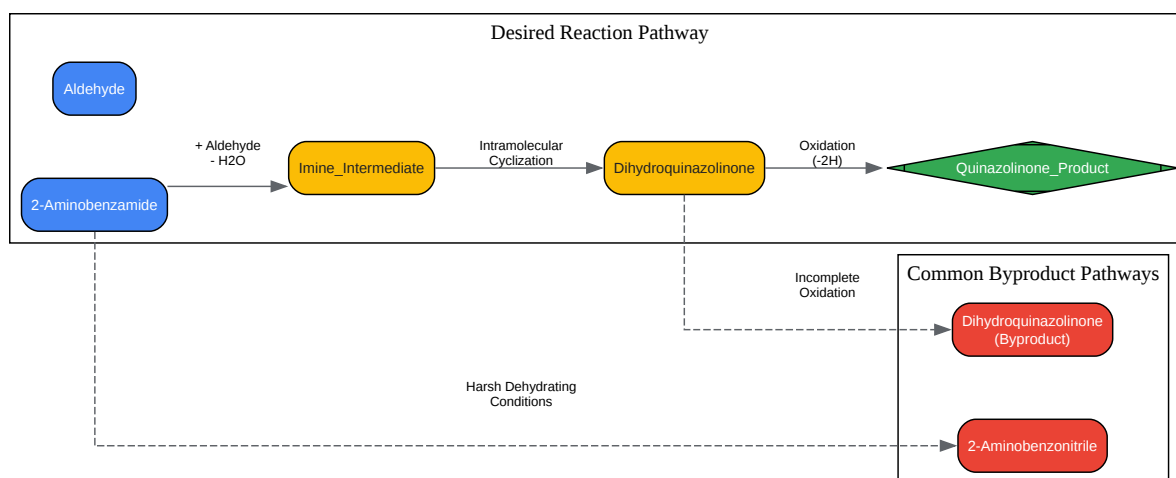 Desired Reaction Pathway
Aldehyde
+ Aldehyde
- H2O
Intramolecular
Cyclization
Oxidation
(-2H)
Imine_Intermediate
Dihydroquinazolinone
Quinazolinone_Product
2-Aminobenzamide
Common Byproduct Pathways
Incomplete
Oxidation
Dihydroquinazolinone
(Byproduct)
Harsh Dehydrating
Conditions
2-Aminobenzonitrile